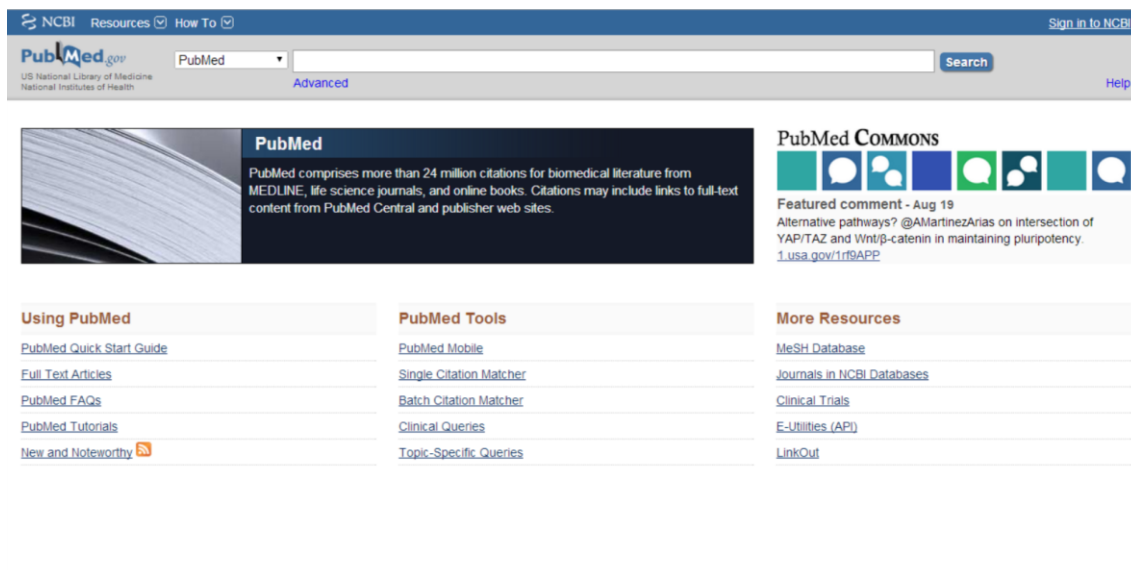 NCBI Resources How To Sign in to NCBI
PubMed.gov
US National Library of Medicine
National Institutes of Health
PubMed
Search
Advanced
Help
PubMed
PubMed comprises more than 24 million citations for biomedical literature from
MEDLINE, life science journals, and online books. Citations may include links to full-text
content from PubMed Central and publisher web sites.
PubMed COMMONS
Featured comment - Aug 19
Alternative pathways? @AMartinezArias on intersection of
YAP/TAZ and Wnt/β-catenin in maintaining pluripotency.
1.usa.gov/1rf9APP
Using PubMed
PubMed Quick Start Guide
Full Text Articles
PubMed FAQs
PubMed Tutorials
New and Noteworthy
PubMed Tools
PubMed Mobile
Single Citation Matcher
Batch Citation Matcher
Clinical Queries
Topic-Specific Queries
More Resources
MeSH Database
Journals in NCBI Databases
Clinical Trials
E-Utilities (API)
LinkOut